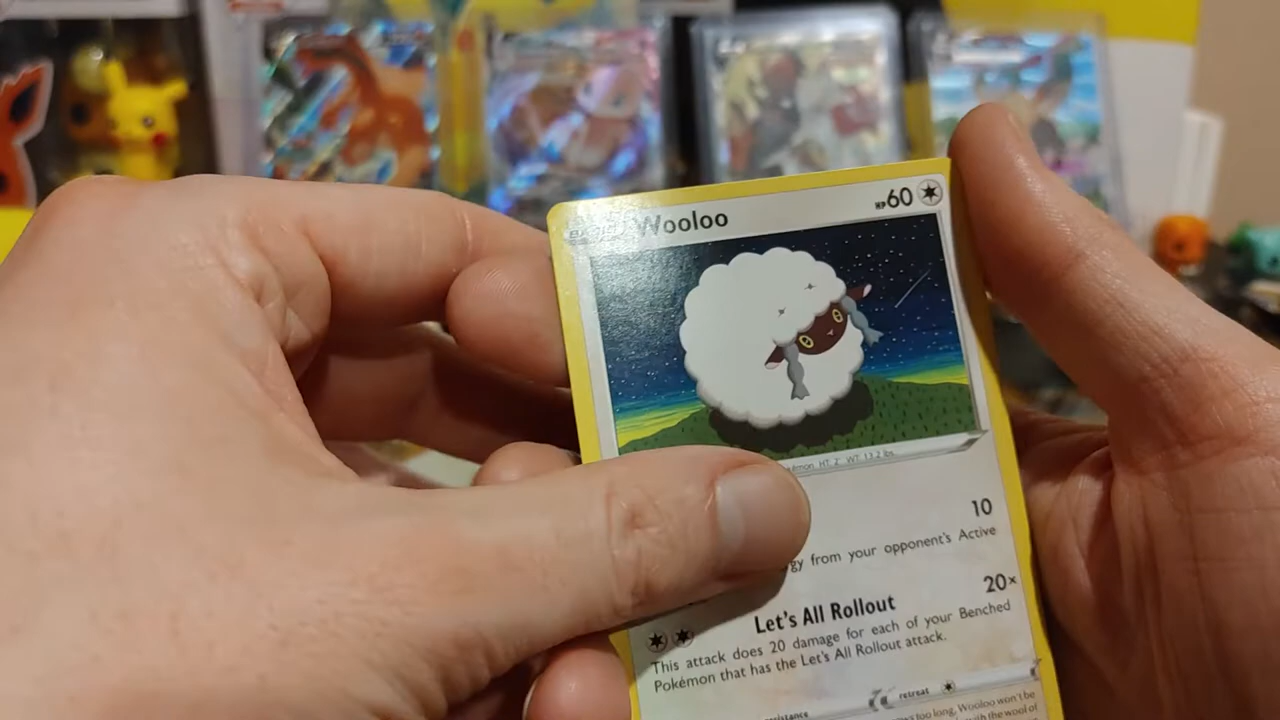 BASIC Wooloo HP 60
Pokémon HT: 2' WT: 13.2 lbs.
10
gy from your opponent's Active
Let's All Rollout 20×
This attack does 20 damage for each of your Benched
Pokémon that has the Let's All Rollout attack.
retreat
too long, Wooloo won't be
with the wool of